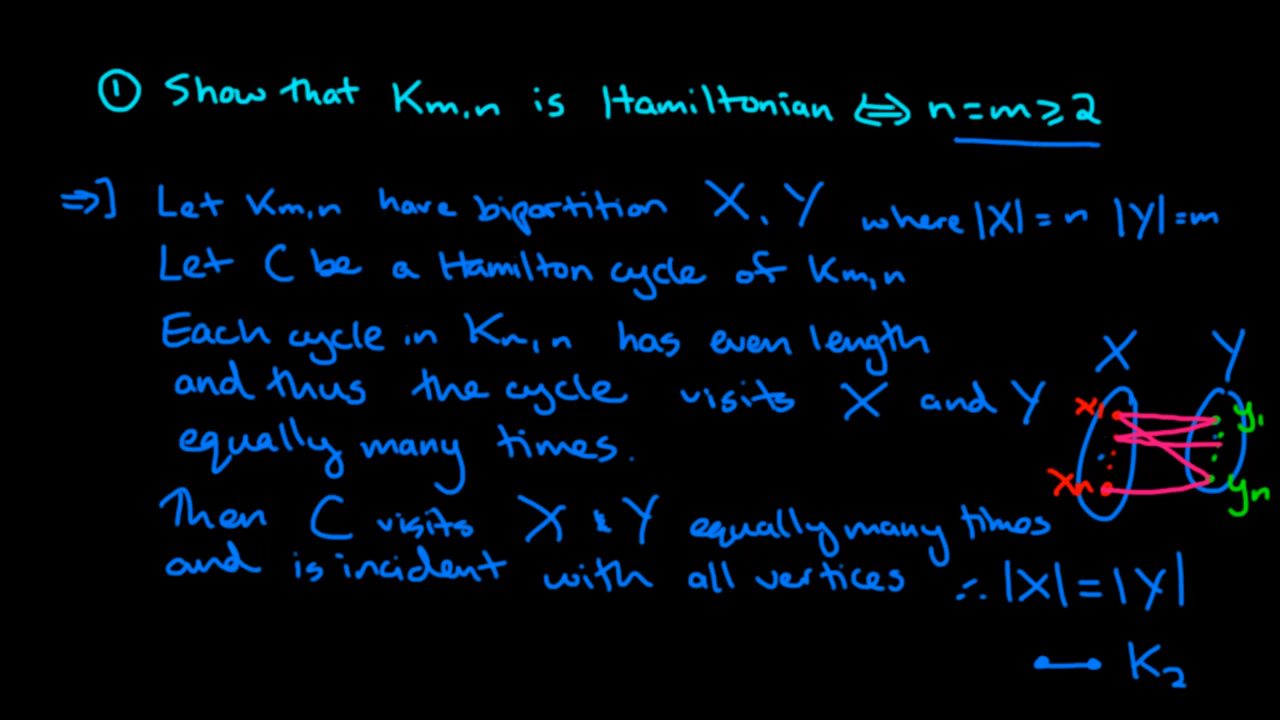 ① Show that Km,n is Hamiltonian ⇔ n=m≥2
⇒] Let Km,n have bipartition X, Y where |X|=n |Y|=m
Let C be a Hamilton cycle of Km,n
Each cycle in Km,n has even length
and thus the cycle visits X and Y
equally many times.
Then C visits X & Y equally many times
and is incident with all vertices ∴ |X|=|Y|
X Y
x₁ y₁
xn yn
K₂